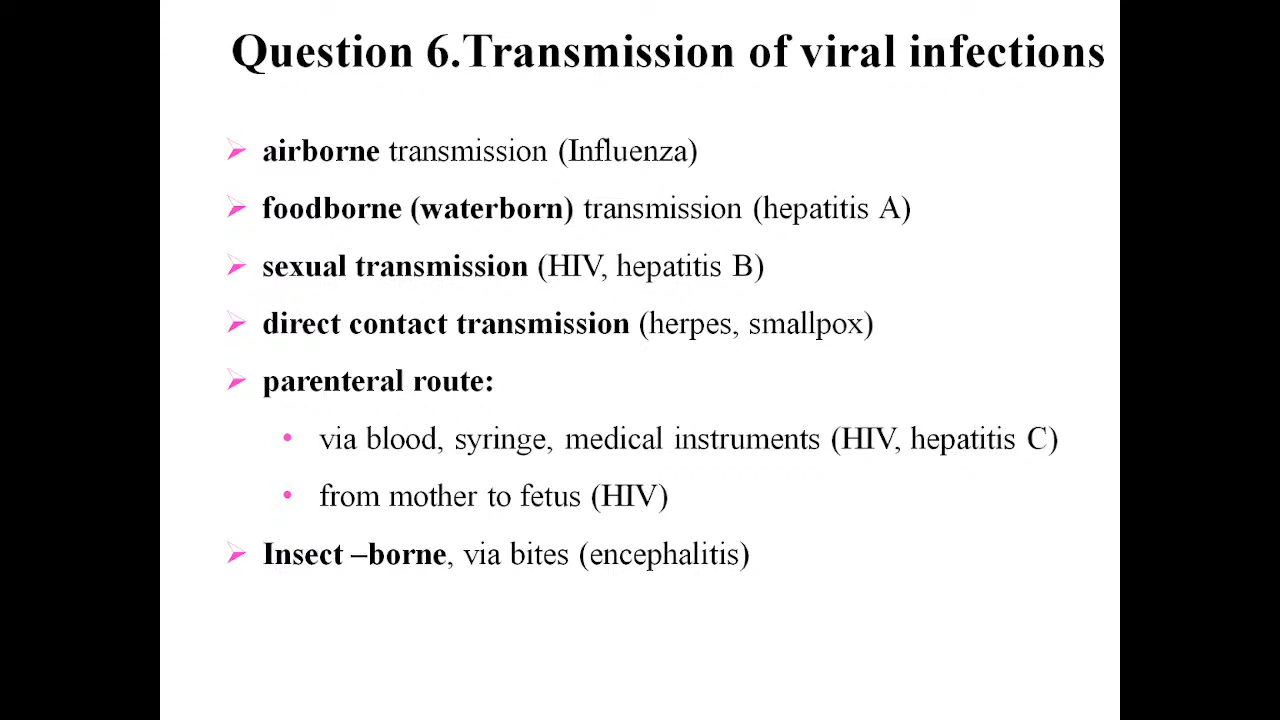 Question 6.Transmission of viral infections
airborne transmission (Influenza)
foodborne (waterborn) transmission (hepatitis A)
sexual transmission (HIV, hepatitis B)
direct contact transmission (herpes, smallpox)
parenteral route:
via blood, syringe, medical instruments (HIV, hepatitis C)
from mother to fetus (HIV)
Insect –borne, via bites (encephalitis)